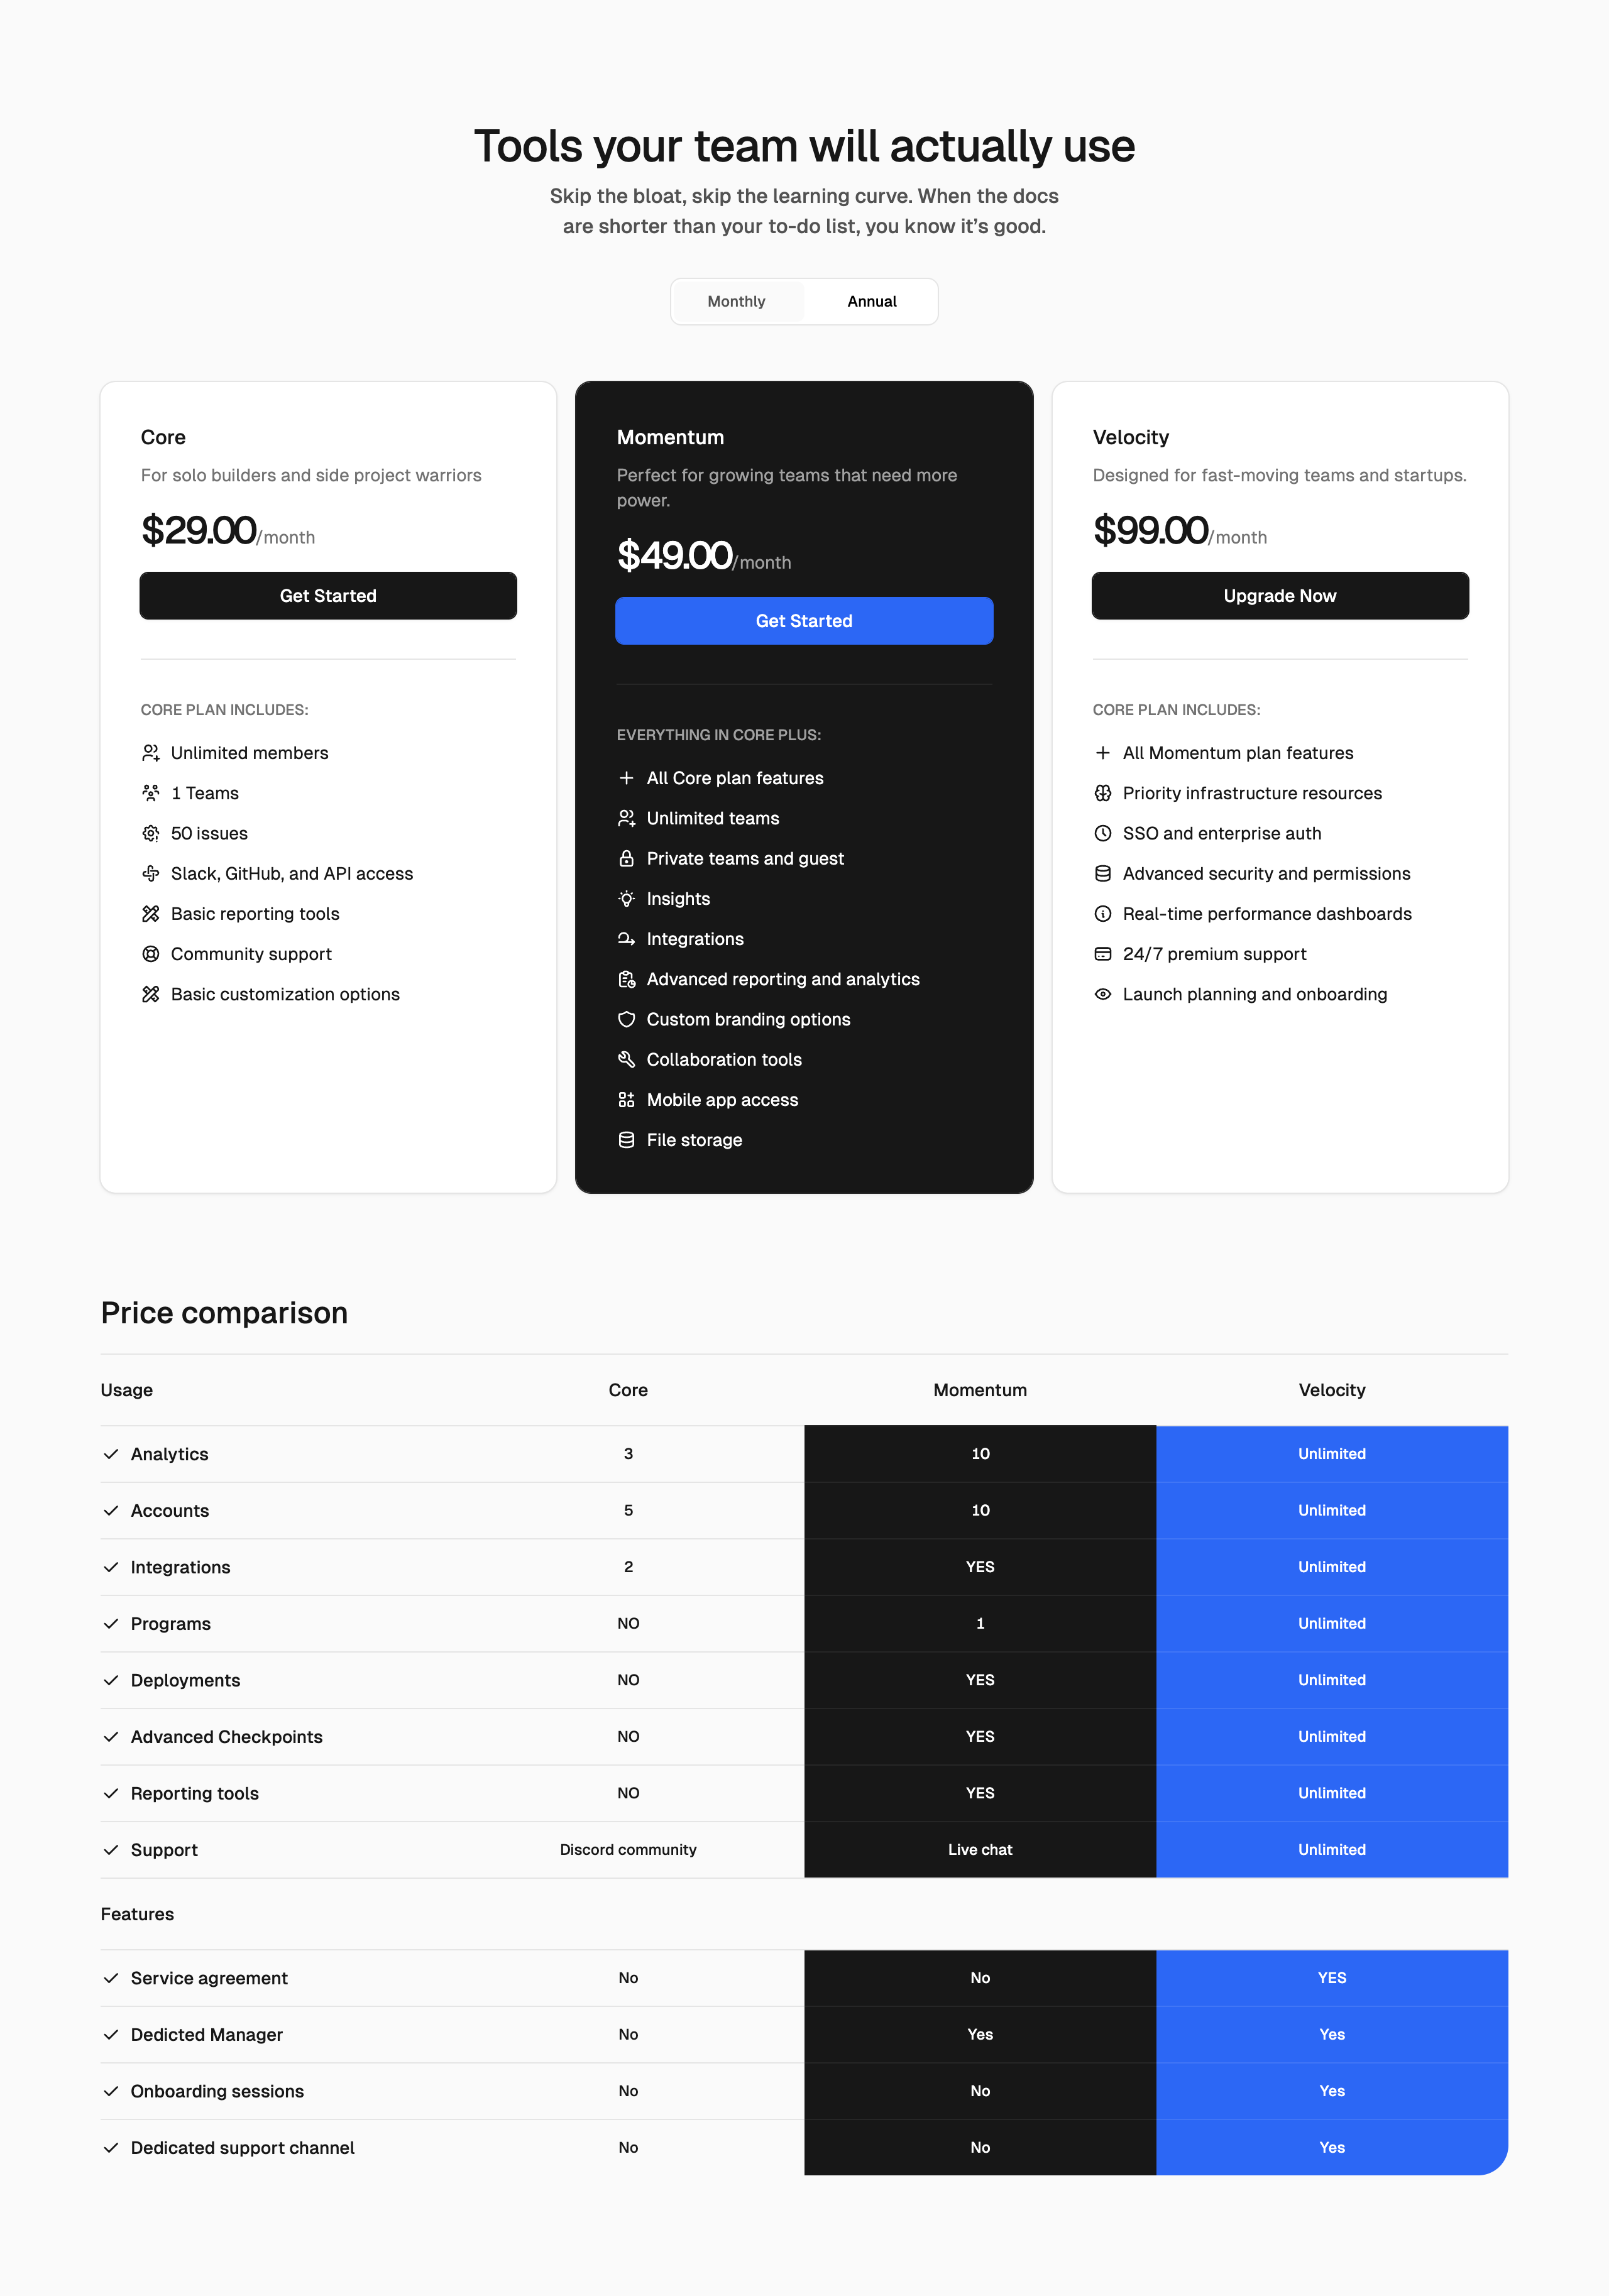 Tools your team will actually use
Skip the bloat, skip the learning curve. When the docs
are shorter than your to-do list, you know it’s good.
Monthly
Annual
Core
For solo builders and side project warriors
$29.00/month
Get Started
CORE PLAN INCLUDES:
Unlimited members
1 Teams
50 issues
Slack, GitHub, and API access
Basic reporting tools
Community support
Basic customization options
Momentum
Perfect for growing teams that need more
power.
$49.00/month
Get Started
EVERYTHING IN CORE PLUS:
All Core plan features
Unlimited teams
Private teams and guest
Insights
Integrations
Advanced reporting and analytics
Custom branding options
Collaboration tools
Mobile app access
File storage
Velocity
Designed for fast-moving teams and startups.
$99.00/month
Upgrade Now
CORE PLAN INCLUDES:
All Momentum plan features
Priority infrastructure resources
SSO and enterprise auth
Advanced security and permissions
Real-time performance dashboards
24/7 premium support
Launch planning and onboarding
Price comparison
Usage Core Momentum Velocity
Analytics 3 10 Unlimited
Accounts 5 10 Unlimited
Integrations 2 YES Unlimited
Programs NO 1 Unlimited
Deployments NO YES Unlimited
Advanced Checkpoints NO YES Unlimited
Reporting tools NO YES Unlimited
Support Discord community Live chat Unlimited
Features
Service agreement No No YES
Dedicted Manager No Yes Yes
Onboarding sessions No No Yes
Dedicated support channel No No Yes